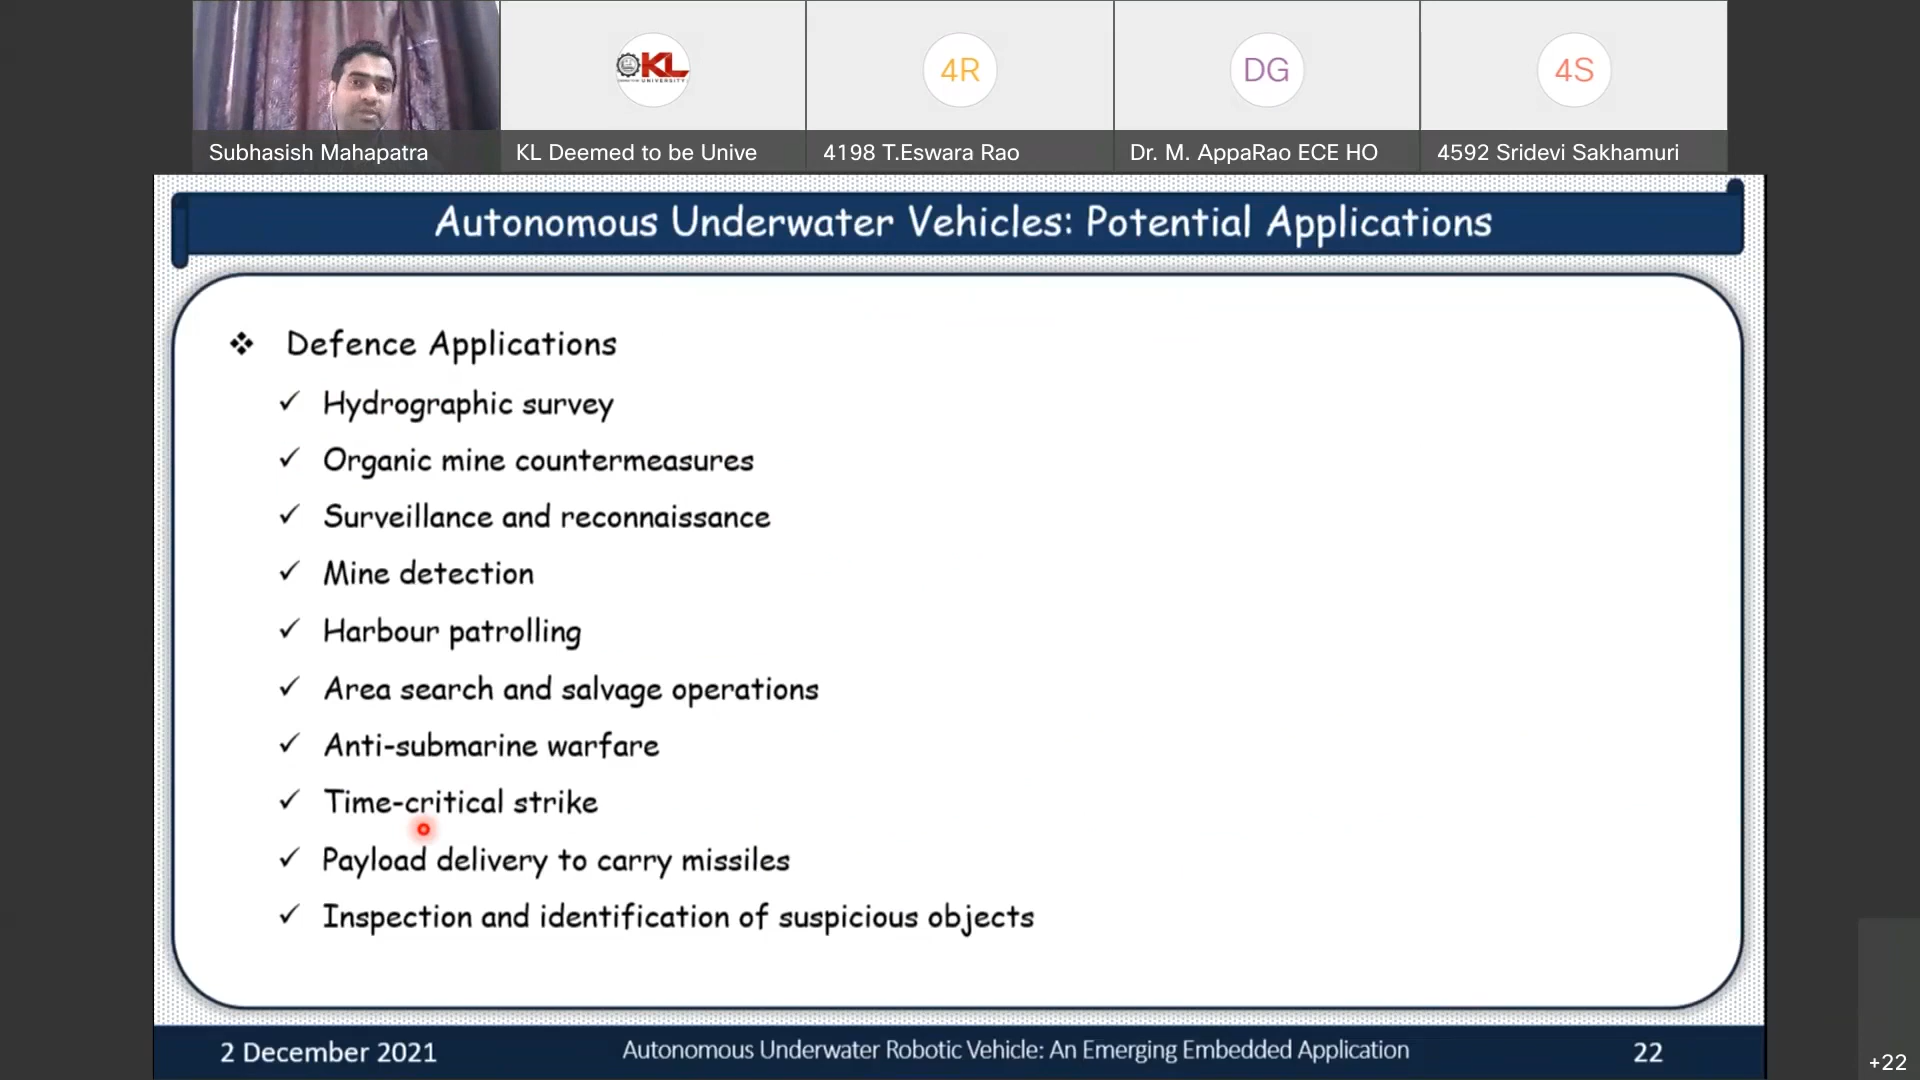 KL
UNIVERSITY
4R
DG
4S
Subhasish Mahapatra
KL Deemed to be Unive
4198 T.Eswara Rao
Dr. M. AppaRao ECE HO
4592 Sridevi Sakhamuri
Autonomous Underwater Vehicles: Potential Applications
❖ Defence Applications
✓ Hydrographic survey
✓ Organic mine countermeasures
✓ Surveillance and reconnaissance
✓ Mine detection
✓ Harbour patrolling
✓ Area search and salvage operations
✓ Anti-submarine warfare
✓ Time-critical strike
✓ Payload delivery to carry missiles
✓ Inspection and identification of suspicious objects
2 December 2021
Autonomous Underwater Robotic Vehicle: An Emerging Embedded Application
22
+22